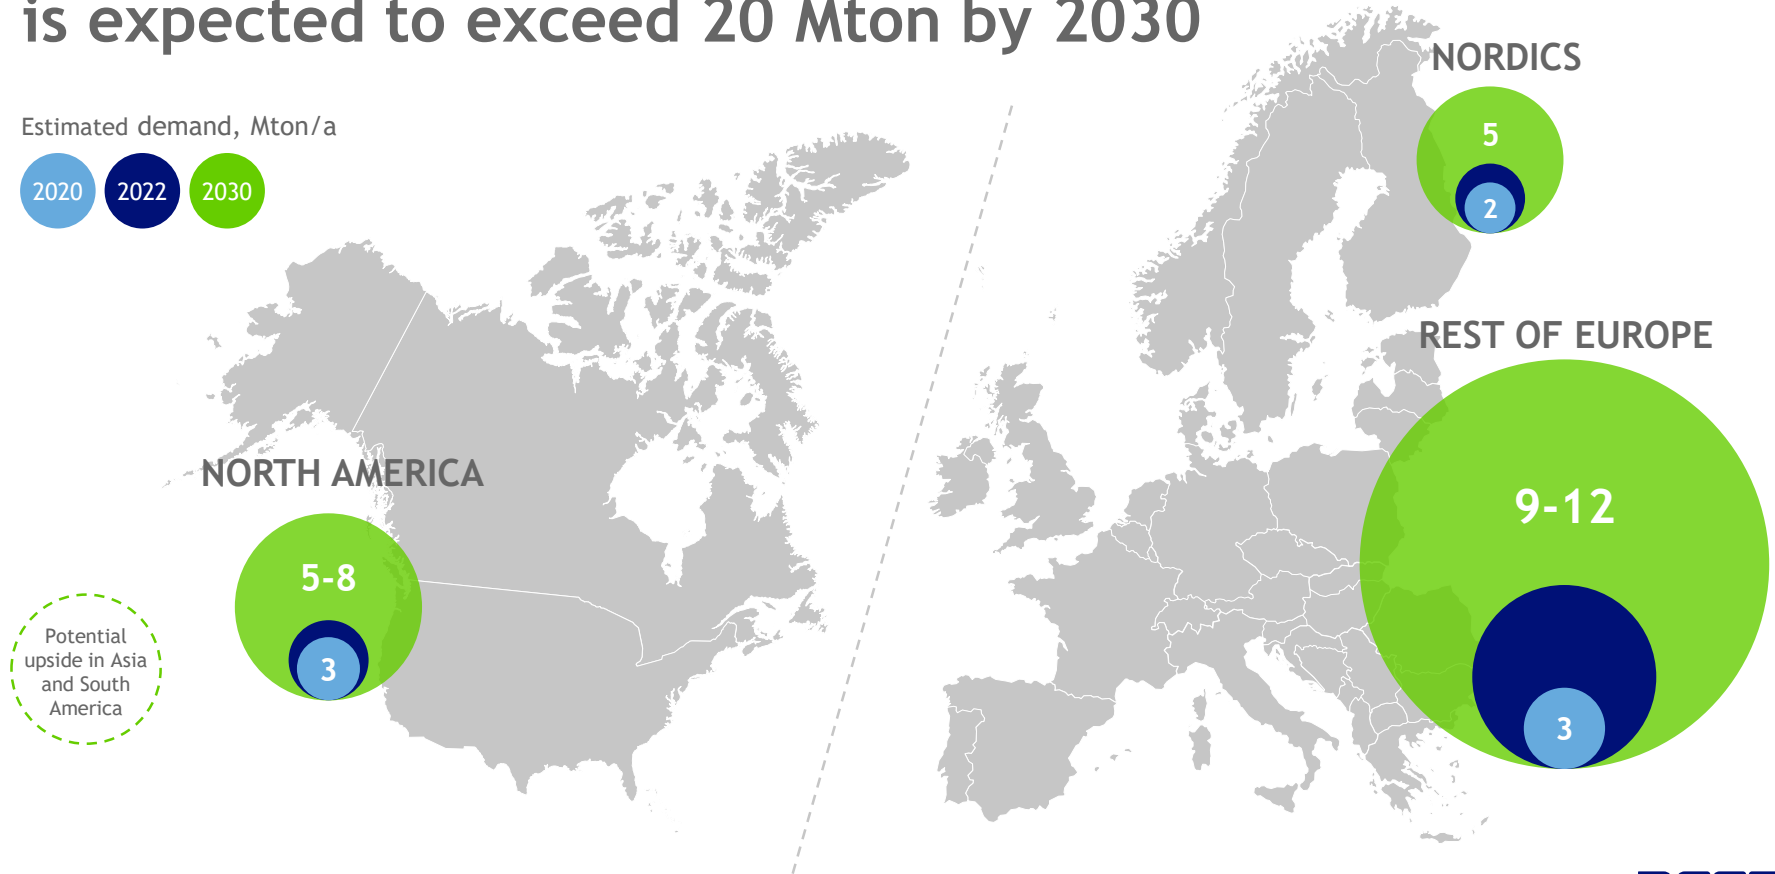 is expected to exceed 20 Mton by 2030
Estimated demand, Mton/a
2020 2022 2030
NORDICS
5
2
REST OF EUROPE
9-12
3
NORTH AMERICA
5-8
3
Potential
upside in Asia
and South
America